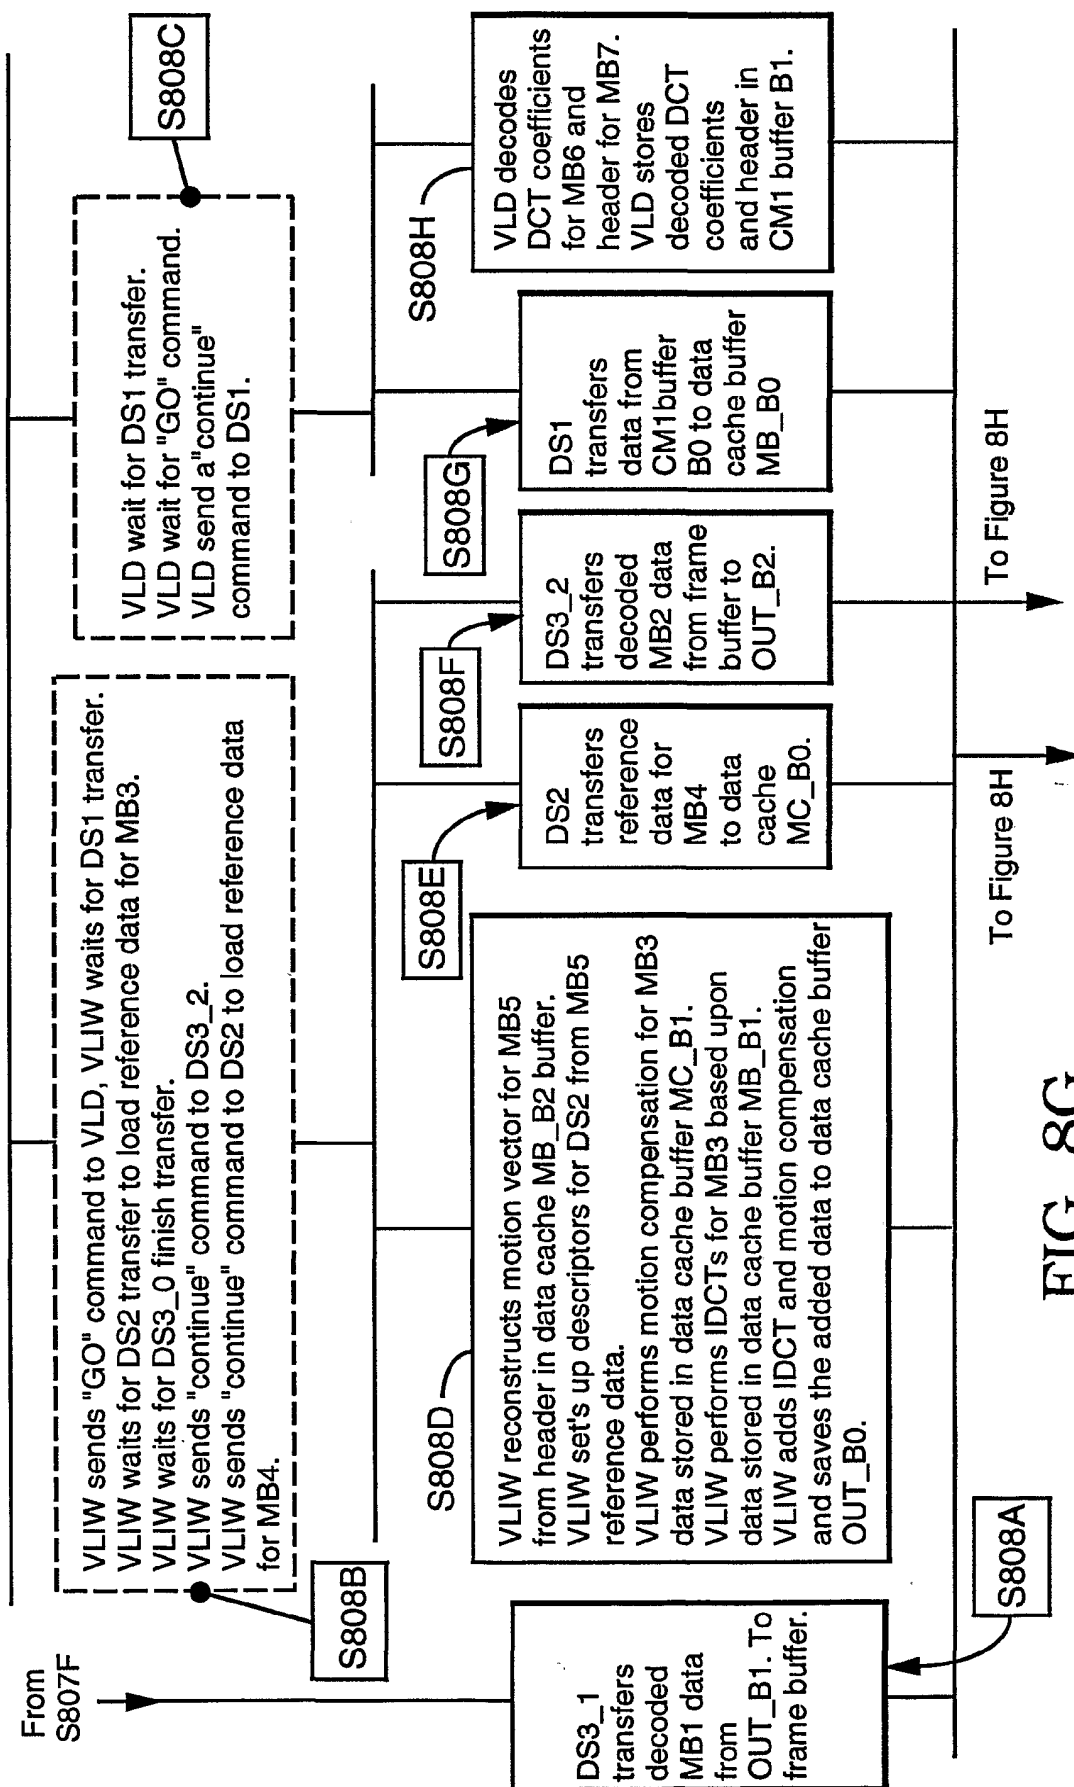 From
S807F
VLIW sends "GO" command to VLD, VLIW waits for DS1 transfer.
VLIW waits for DS2 transfer to load reference data for MB3.
VLIW waits for DS3_0 finish transfer.
VLIW sends "continue" command to DS3_2.
VLIW sends "continue" command to DS2 to load reference data
for MB4.
S808B
VLD wait for DS1 transfer.
VLD wait for "GO" command.
VLD send a"continue"
command to DS1.
S808C
DS3_1
transfers
decoded
MB1 data
from
OUT_B1. To
frame buffer.
S808A
S808D
VLIW reconstructs motion vector for MB5
from header in data cache MB_B2 buffer.
VLIW set's up descriptors for DS2 from MB5
reference data.
VLIW performs motion compensation for MB3
data stored in data cache buffer MC_B1.
VLIW performs IDCTs for MB3 based upon
data stored in data cache buffer MB_B1.
VLIW adds IDCT and motion compensation
and saves the added data to data cache buffer
OUT_B0.
S808E
DS2
transfers
reference
data for
MB4
to data
cache
MC_B0.
S808F
DS3_2
transfers
decoded
MB2 data
from frame
buffer to
OUT_B2.
S808G
DS1
transfers
data from
CM1buffer
B0 to data
cache buffer
MB_B0
S808H
VLD decodes
DCT coefficients
for MB6 and
header for MB7.
VLD stores
decoded DCT
coefficients
and header in
CM1 buffer B1.
To Figure 8H
To Figure 8H
FIG. 8G